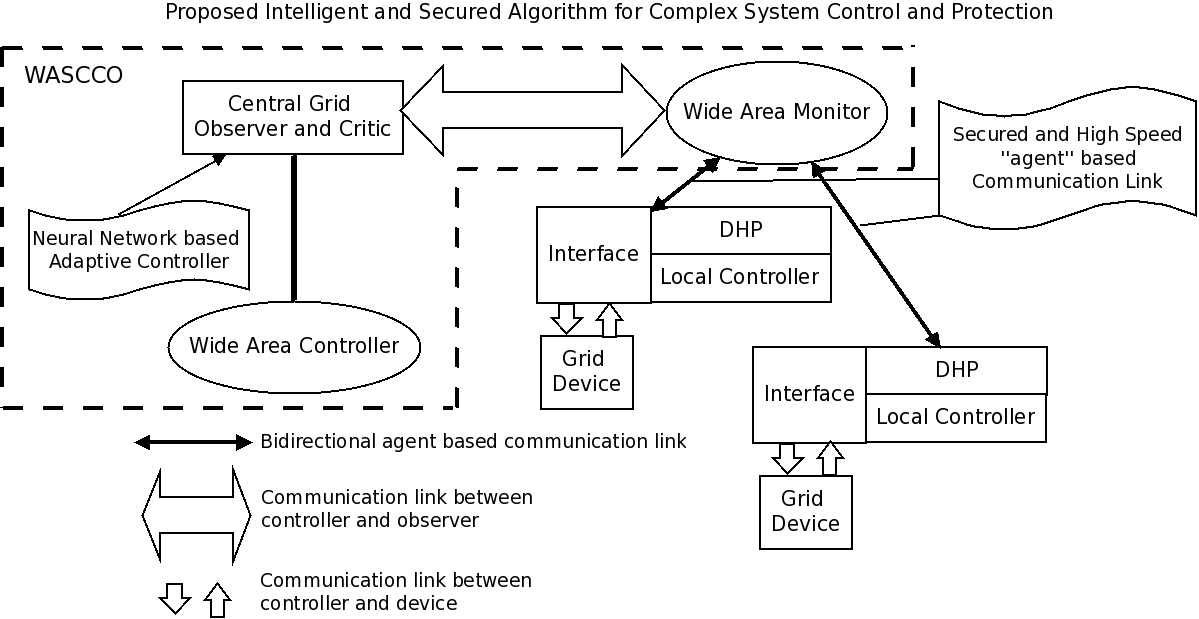 Proposed Intelligent and Secured Algorithm for Complex System Control and Protection
WASCCO
Central Grid
Observer and Critic
Wide Area Monitor
Secured and High Speed
"agent" based
Communication Link
Neural Network based
Adaptive Controller
Interface
DHP
Local Controller
Wide Area Controller
Grid
Device
Interface
DHP
Local Controller
Grid
Device
Bidirectional agent based communication link
Communication link between
controller and observer
Communication link between
controller and device